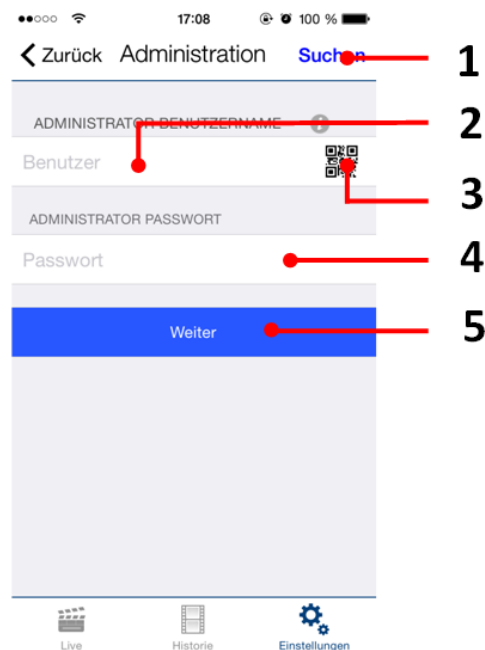 17:08 100 %
Zurück Administration Suchen
1
ADMINISTRATOR BENUTZERNAME
2
Benutzer
3
ADMINISTRATOR PASSWORT
Passwort
4
Weiter
5
Live Historie Einstellungen